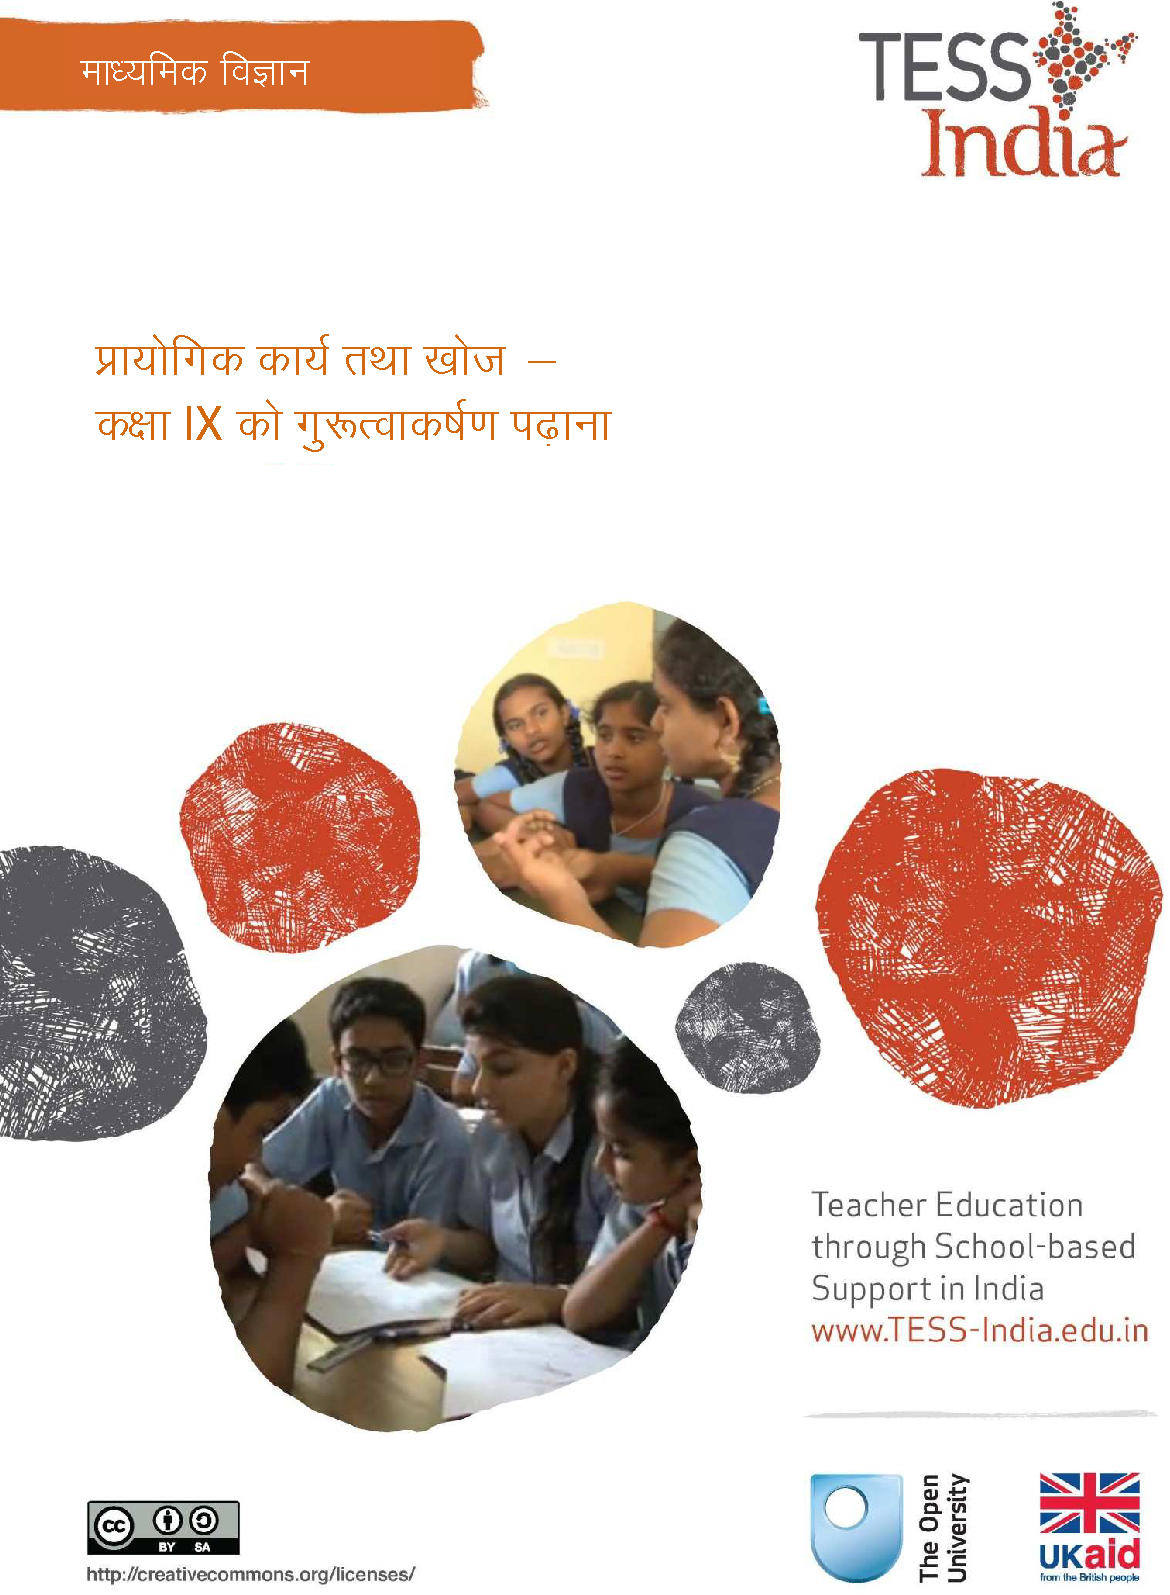 माध्यमिक विज्ञान
TESS
India
प्रायोगिक कार्य तथा खोज –
कक्षा IX को गुरूत्वाकर्षण पढ़ाना
Teacher Education
through School-based
Support in India
www.TESS-India.edu.in
The Open
University
UKaid
from the British people
cc
BY SA
http://creativecommons.org/licenses/